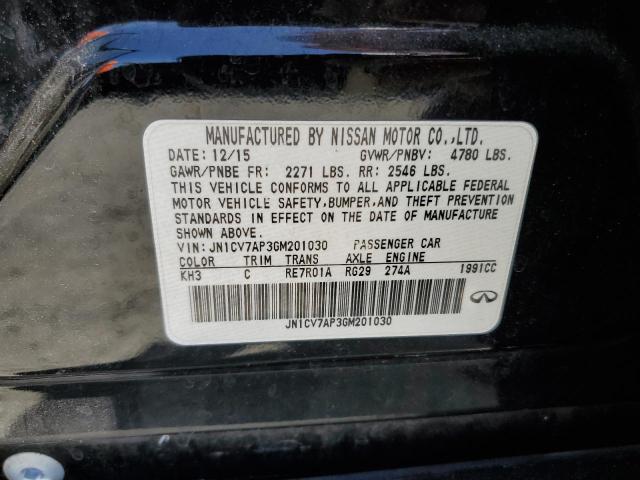 MANUFACTURED BY NISSAN MOTOR CO.,LTD.
DATE: 12/15 GVWR/PNBV: 4780 LBS.
GAWR/PNBE FR: 2271 LBS. RR: 2546 LBS.
THIS VEHICLE CONFORMS TO ALL APPLICABLE FEDERAL
MOTOR VEHICLE SAFETY, BUMPER, AND THEFT PREVENTION
STANDARDS IN EFFECT ON THE DATE OF MANUFACTURE
SHOWN ABOVE.
VIN: JN1CV7AP3GM201030 PASSENGER CAR
COLOR TRIM TRANS AXLE ENGINE
KH3 C RE7R01A RG29 274A 1991CC
JN1CV7AP3GM201030